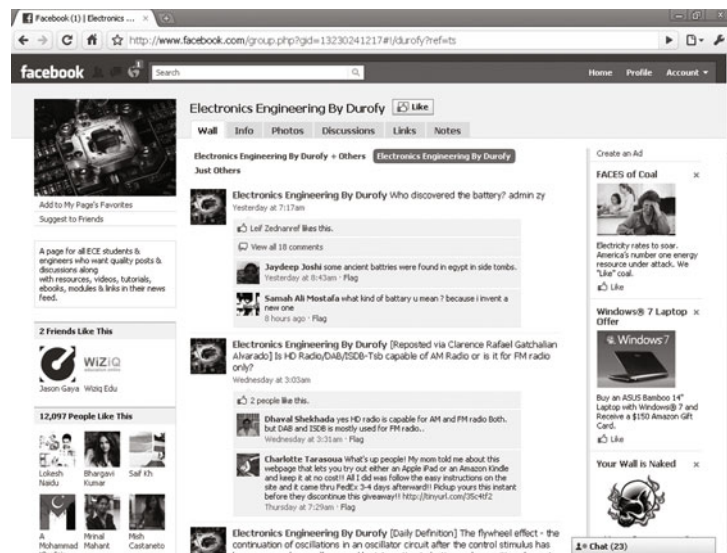 Facebook (1) | Electronics ...
http://www.facebook.com/group.php?gid=13230241217#!/durofy?ref=ts
facebook
1
Search
Home Profile Account
Electronics Engineering By Durofy
Like
Wall Info Photos Discussions Links Notes
Electronics Engineering By Durofy + Others
Electronics Engineering By Durofy
Just Others
Add to My Page's Favorites
Suggest to Friends
A page for all ECE students &
engineers who want quality posts &
discussions along
with resources, videos, tutorials,
ebooks, modules & links in their news
feed.
2 Friends Like This
WiZiQ
Jason Gaya Wiziq Edu
12,097 People Like This
Lokesh Naidu
Bhargavi Kumar
Saif Kh
A Mohammad
Mrinal Mahant
Mish Castaneto
Electronics Engineering By Durofy Who discovered the battery? admin zy
Yesterday at 7:17am
Leif Zednanref likes this.
View all 18 comments
Jaydeep Joshi some ancient battries were found in egypt in side tombs.
Yesterday at 8:43am · Flag
Samah Ali Mostafa what kind of battary u mean ? because i invent a
new one
8 hours ago · Flag
Electronics Engineering By Durofy [Reposted via Clarence Rafael Gatchalian
Alvarado] Is HD Radio/DAB/ISDB-Tsb capable of AM Radio or is it for FM radio
only?
Wednesday at 3:03am
2 people like this.
Dhaval Shekhada yes HD radio is capable for AM and FM radio Both.
but DAB and ISDB is mostly used for FM radio..
Wednesday at 3:31am · Flag
Charlotte Tarasoua What's up people! My mom told me about this
webpage that lets you try out either an Apple iPad or an Amazon Kindle
and keep it at no cost!! All I did was follow the easy instructions on the
site and it came thru FedEx 3-4 days afterward!! Pickup yours this instant
before they discontinue this giveaway!! http://tinyurl.com/35c4tf2
Thursday at 7:29am · Flag
Electronics Engineering By Durofy [Daily Definition] The flywheel effect - the
continuation of oscillations in an oscillator circuit after the control stimulus has
Create an Ad
FACES of Coal
Electricity rates to soar.
America's number one energy
resource under attack. We
"Like" coal.
Like
Windows® 7 Laptop
Offer
Windows7
Buy an ASUS Bamboo 14"
Laptop with Windows® 7 and
Receive a $150 Amazon Gift
Card.
Like
Your Wall is Naked
Chat (23)